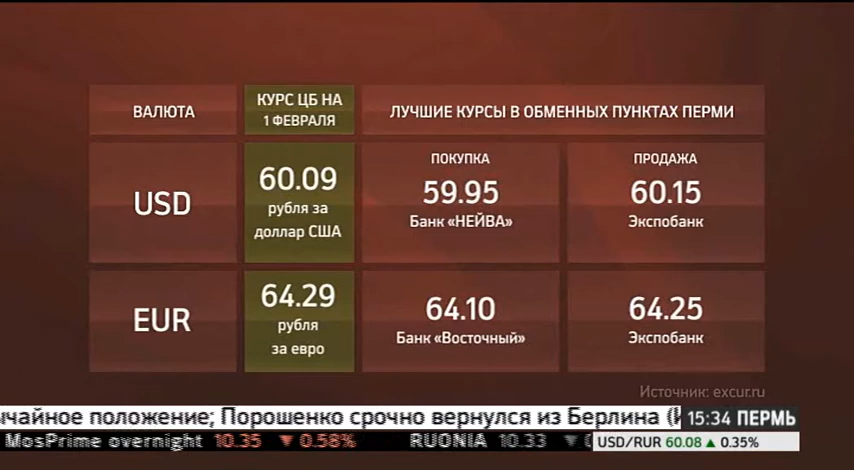 ВАЛЮТА
КУРС ЦБ НА
1 ФЕВРАЛЯ
ЛУЧШИЕ КУРСЫ В ОБМЕННЫХ ПУНКТАХ ПЕРМИ
USD
60.09
рубля за
доллар США
ПОКУПКА
59.95
Банк «НЕЙВА»
ПРОДАЖА
60.15
Экспобанк
EUR
64.29
рубля
за евро
64.10
Банк «Восточный»
64.25
Экспобанк
Источник: excur.ru
положение; Порошенко срочно вернулся из Берлина
15:34 ПЕРМЬ
MosPrime overnight 10.35 ▼ 0.58% RUONIA 10.33 ▼
USD/RUR 60.08 ▲ 0.35%